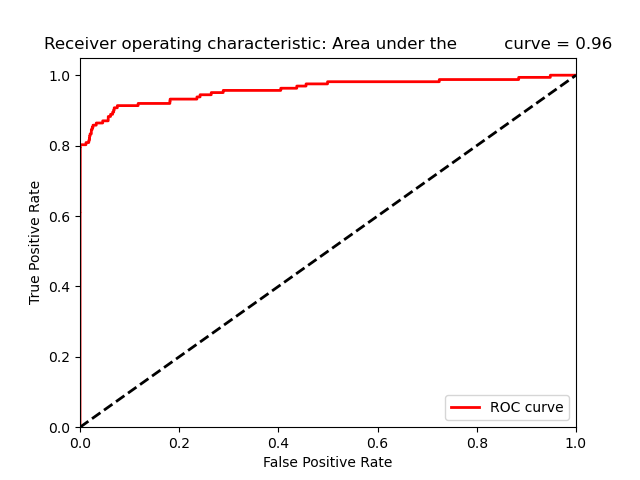 Receiver operating characteristic: Area under the         curve = 0.96
1.0
0.8
0.6
0.4
0.2
0.0
True Positive Rate
ROC curve
0.0 0.2 0.4 0.6 0.8 1.0
False Positive Rate